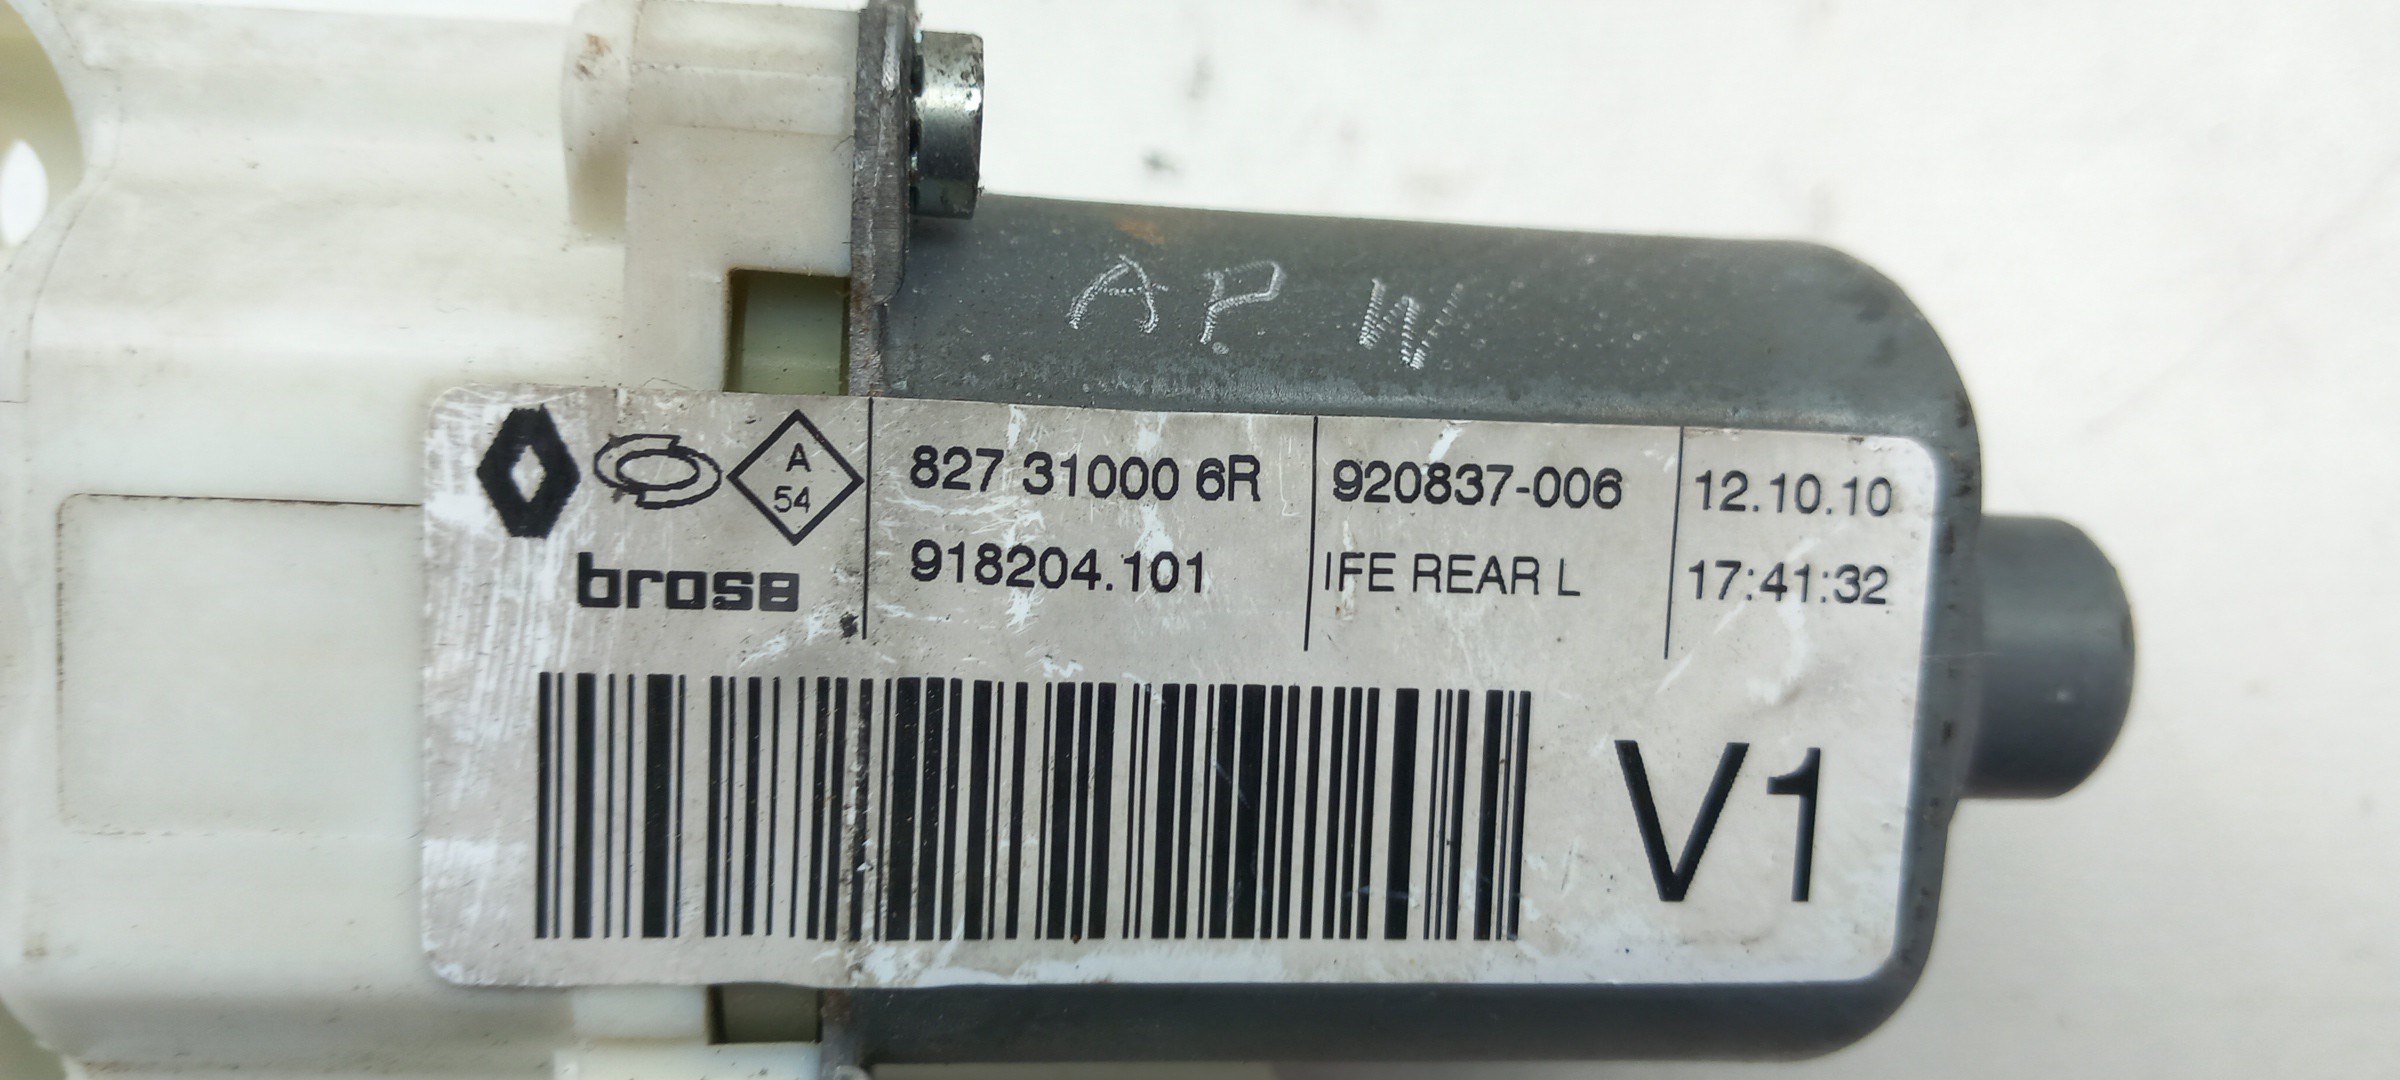 A P W
A
54
brose
827 31000 6R
918204.101
920837-006
IFE REAR L
12.10.10
17:41:32
V1